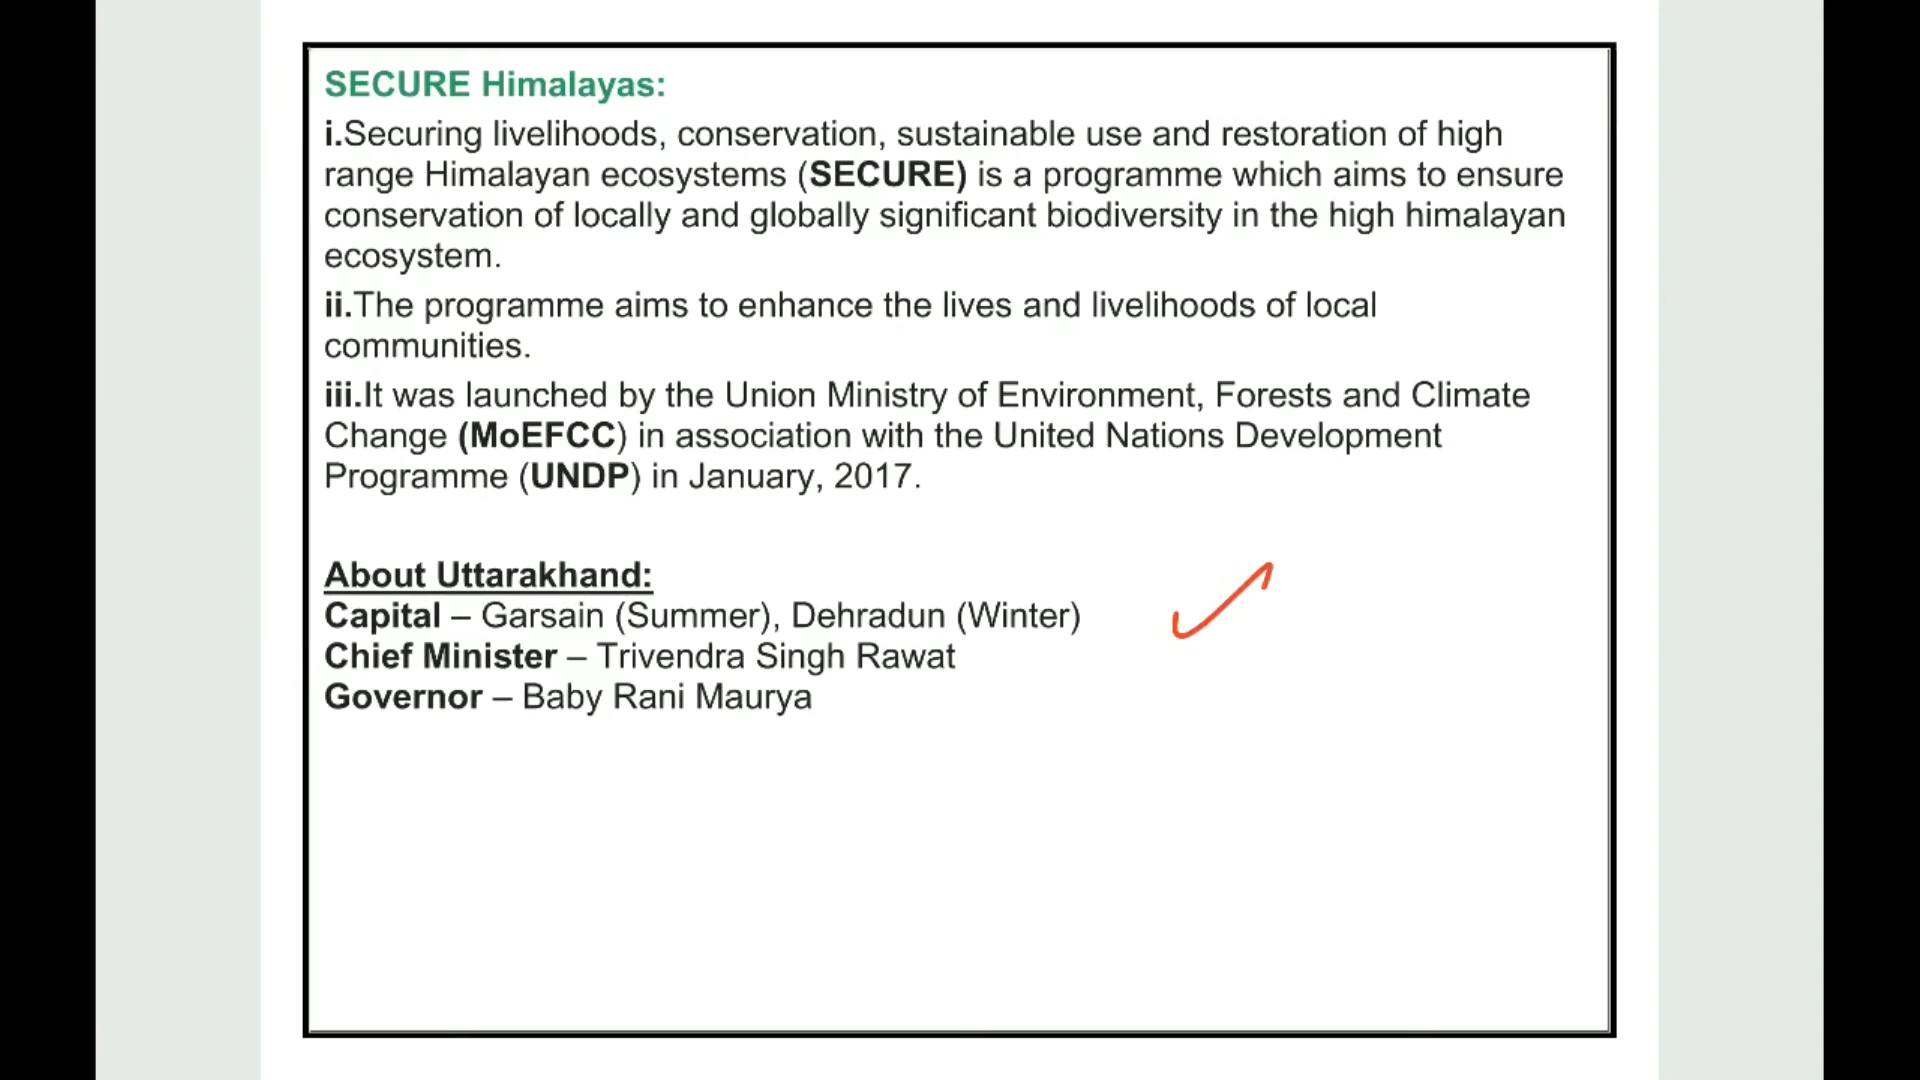 SECURE Himalayas:
i.Securing livelihoods, conservation, sustainable use and restoration of high
range Himalayan ecosystems (SECURE) is a programme which aims to ensure
conservation of locally and globally significant biodiversity in the high himalayan
ecosystem.
ii.The programme aims to enhance the lives and livelihoods of local
communities.
iii.It was launched by the Union Ministry of Environment, Forests and Climate
Change (MoEFCC) in association with the United Nations Development
Programme (UNDP) in January, 2017.
About Uttarakhand:
Capital – Garsain (Summer), Dehradun (Winter)
Chief Minister – Trivendra Singh Rawat
Governor – Baby Rani Maurya